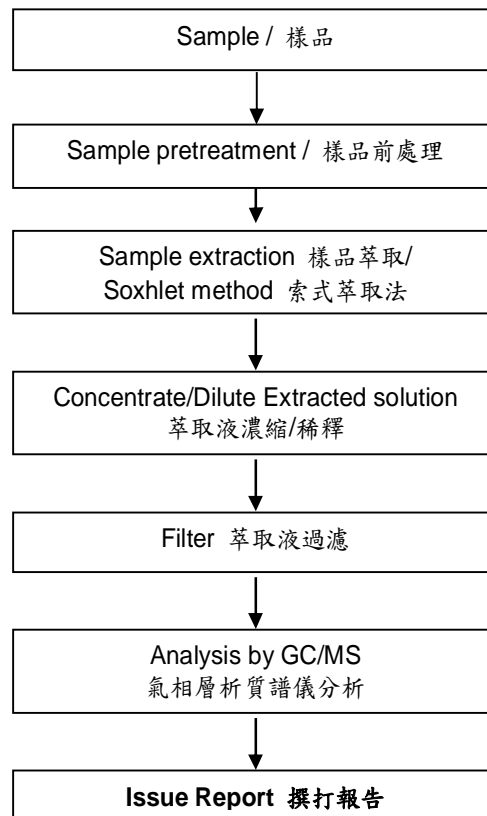 Sample / 樣品
Sample pretreatment / 樣品前處理
Sample extraction 樣品萃取/
Soxhlet method 索式萃取法
Concentrate/Dilute Extracted solution
萃取液濃縮/稀釋
Filter 萃取液過濾
Analysis by GC/MS
氣相層析質譜儀分析
Issue Report 撰打報告